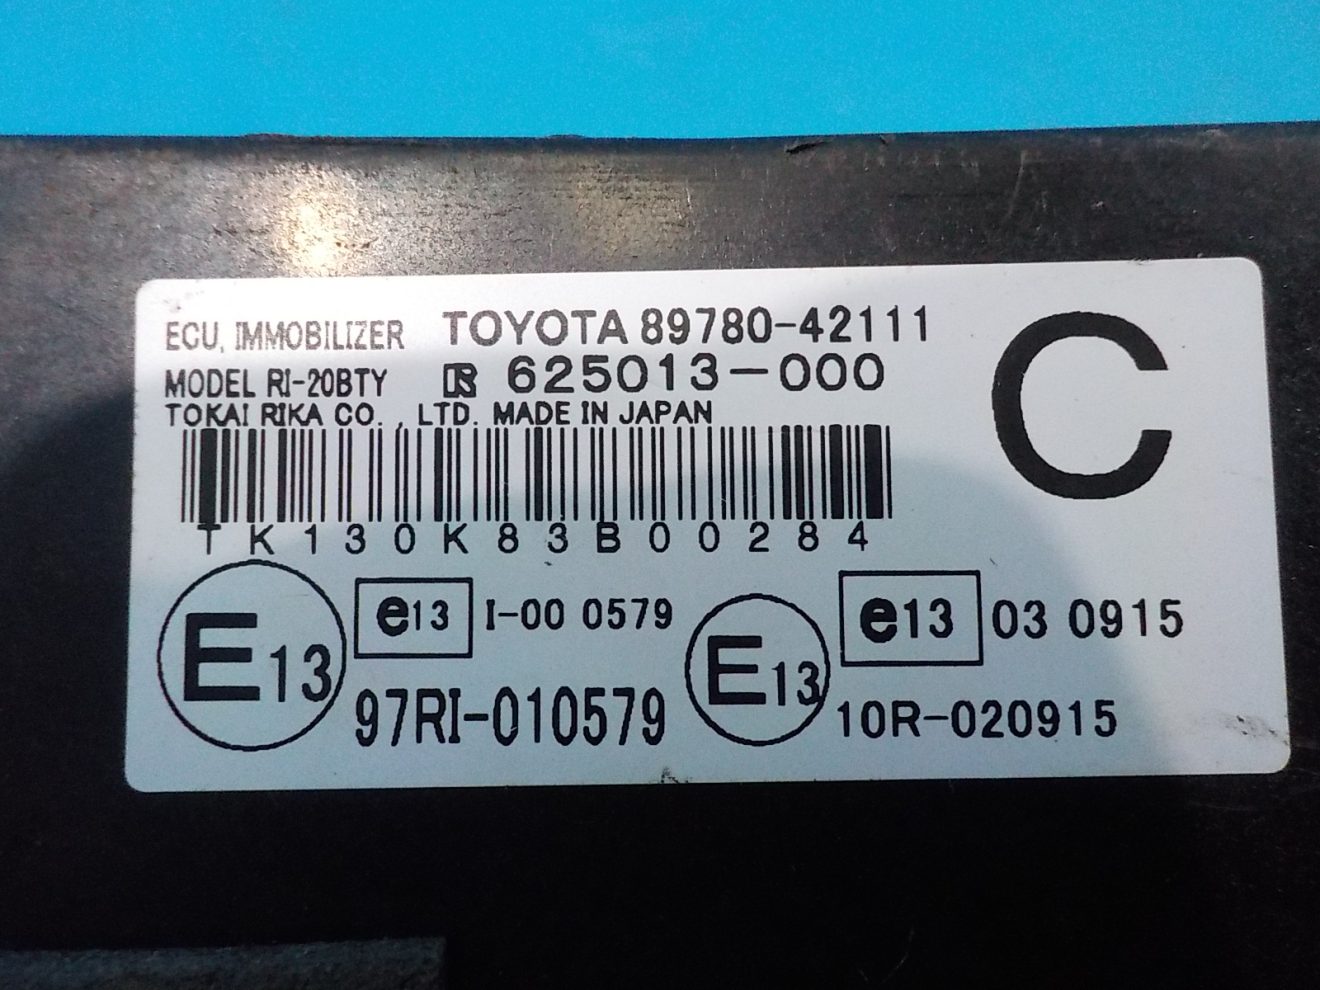 ECU, IMMOBILIZER TOYOTA 89780-42111
MODEL RI-20BTY 625013-000
TOKAI RIKA CO., LTD. MADE IN JAPAN
C
TK130K83B00284
E13 e13 I-00 0579
97RI-010579
E13 e13 03 0915
10R-020915